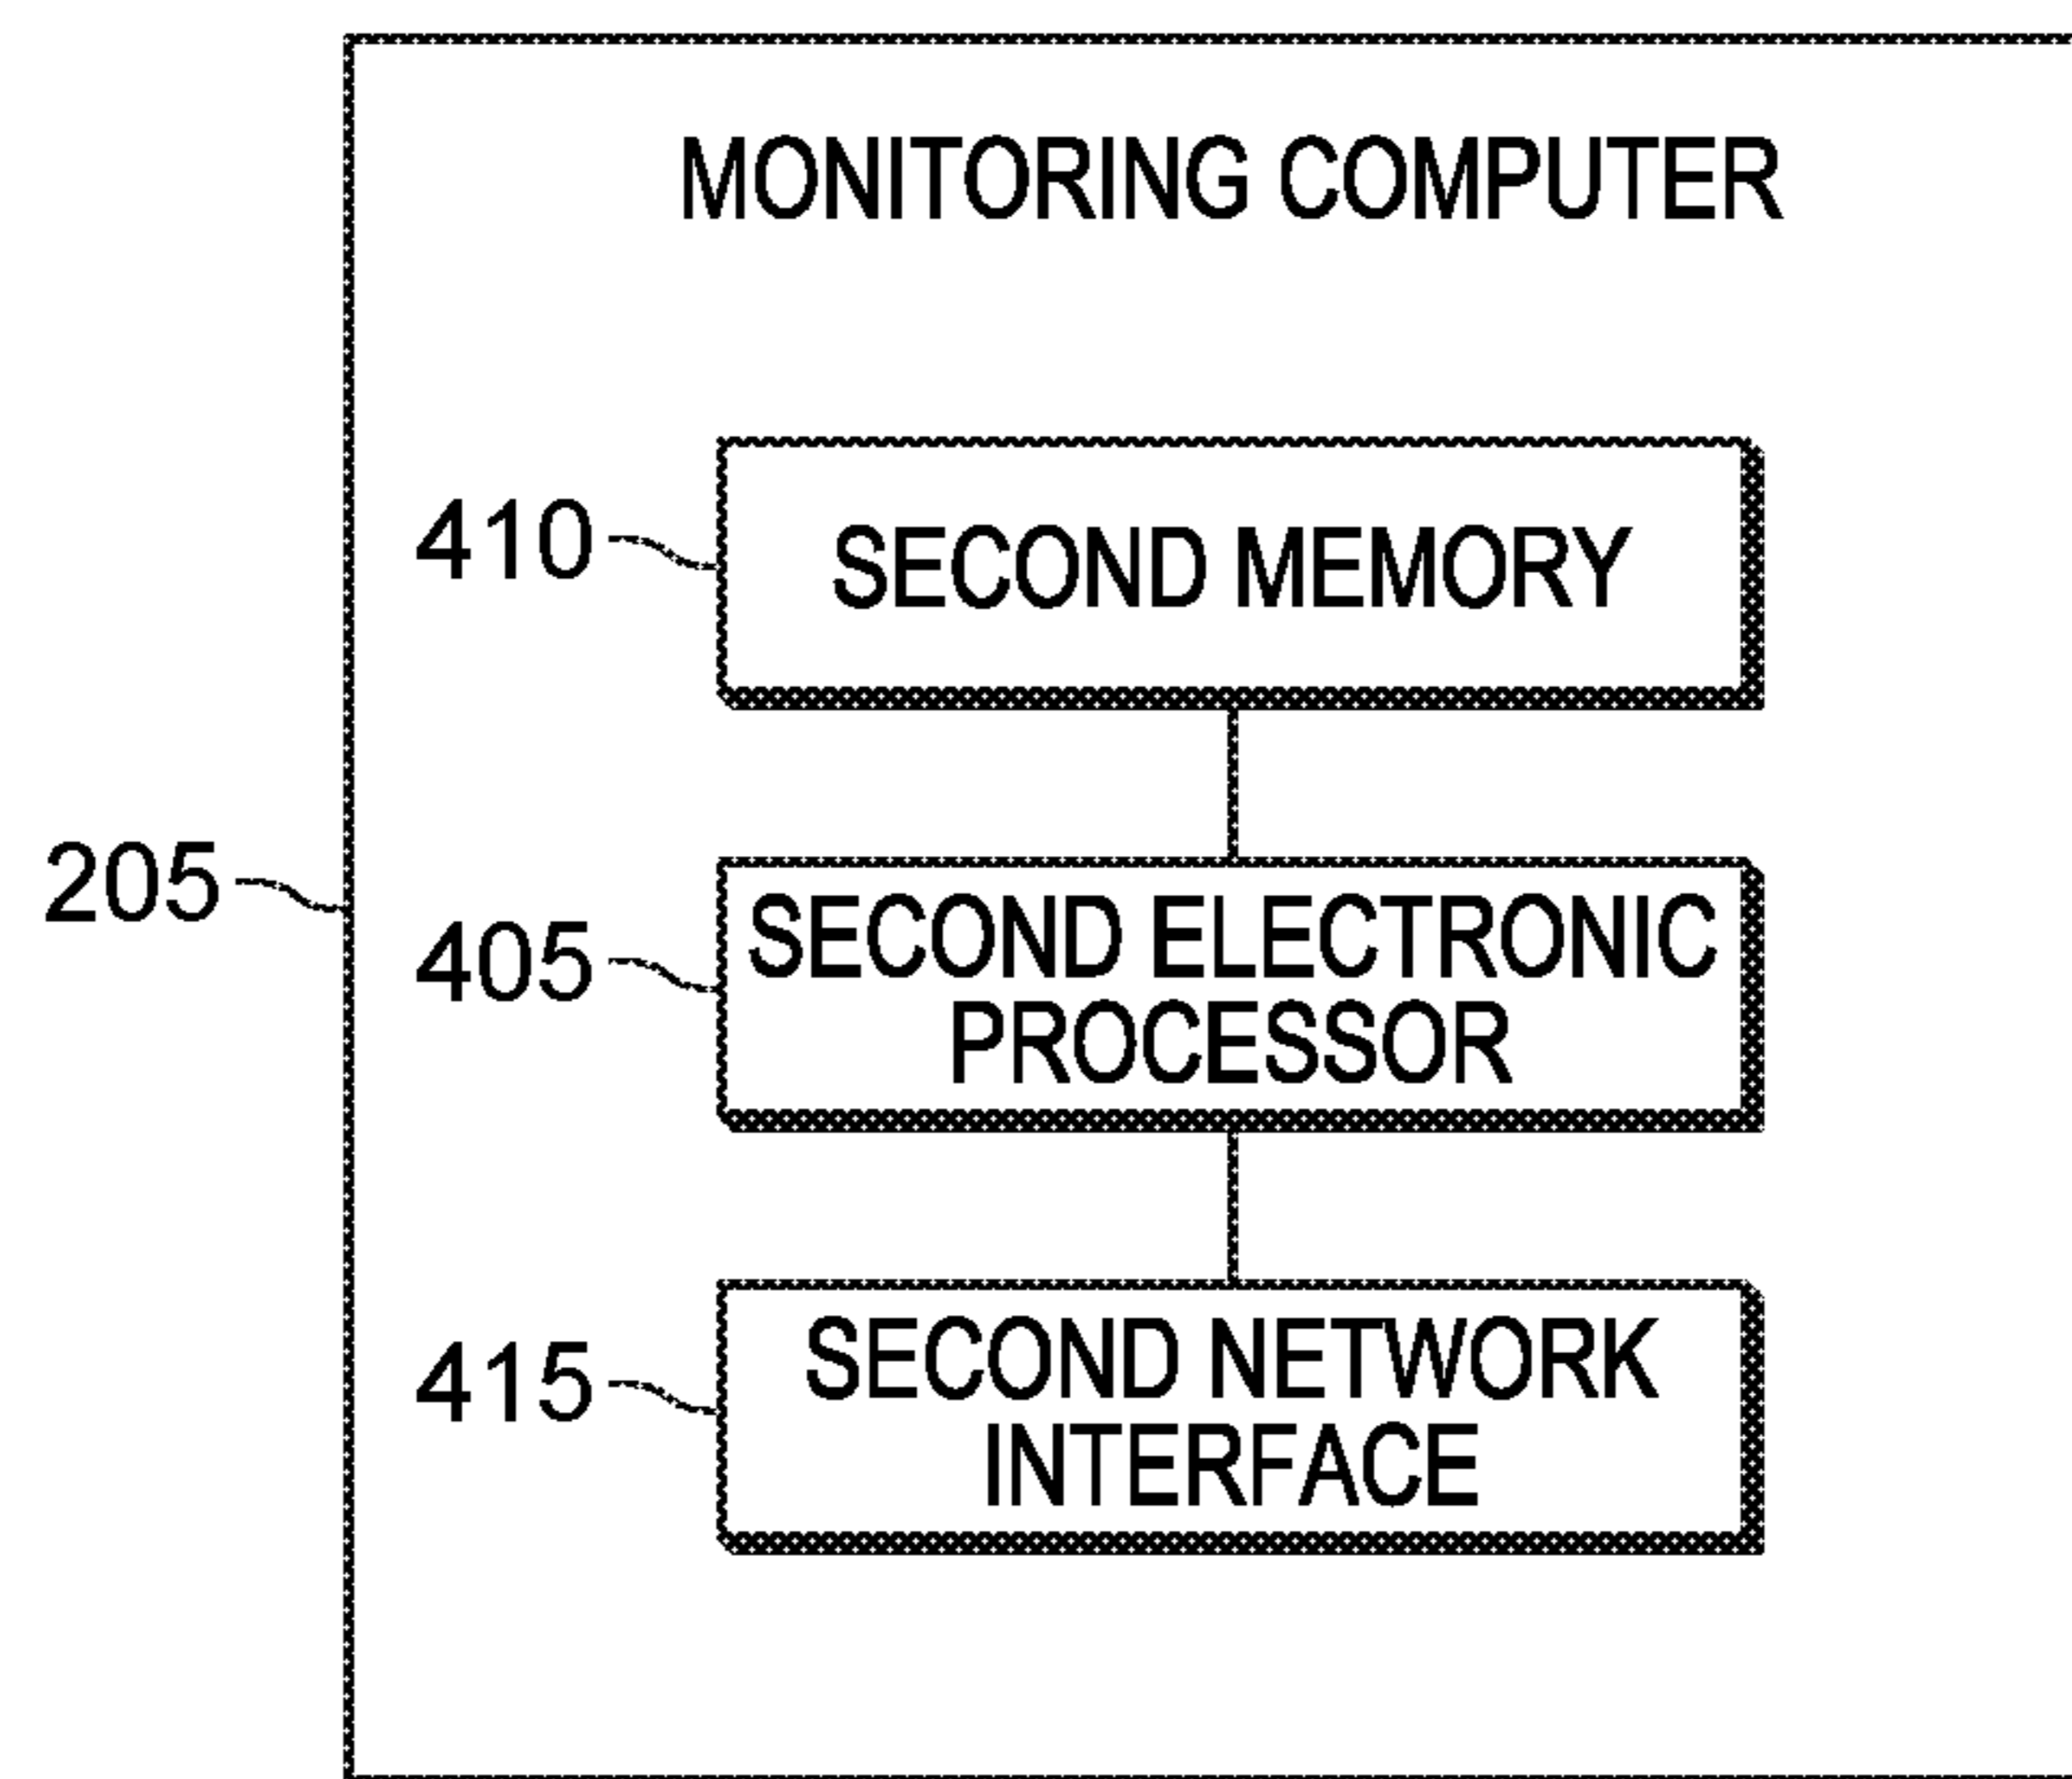 MONITORING COMPUTER
410
SECOND MEMORY
205
405
SECOND ELECTRONIC
PROCESSOR
415
SECOND NETWORK
INTERFACE